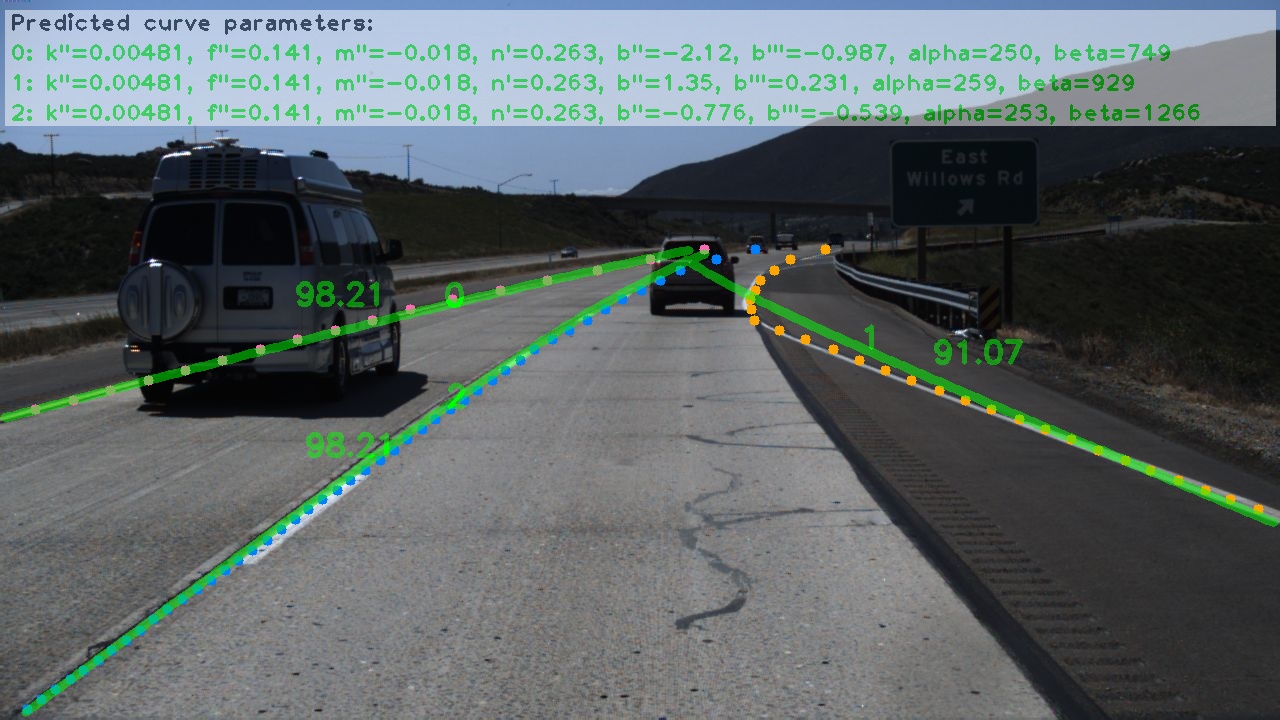 Predicted curve parameters:
0: k''=0.00481, f''=0.141, m''=-0.018, n'=0.263, b''=-2.12, b'''=-0.987, alpha=250, beta=749
1: k''=0.00481, f''=0.141, m''=-0.018, n'=0.263, b''=1.35, b'''=0.231, alpha=259, beta=929
2: k''=0.00481, f''=0.141, m''=-0.018, n'=0.263, b''=-0.776, b'''=-0.539, alpha=253, beta=1266
East
Willows Rd
98.21
0
1
91.07
2
98.21